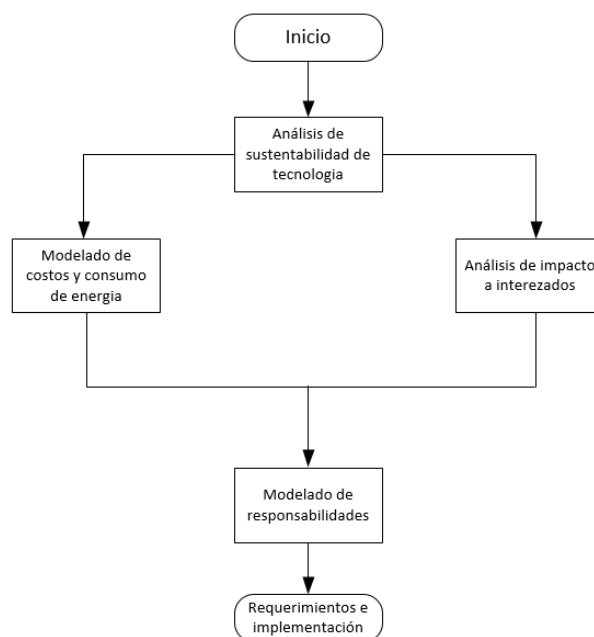 Inicio
Análisis de
sustentabilidad de
tecnologia
Modelado de
costos y consumo
de energia
Análisis de impacto
a interezados
Modelado de
responsabilidades
Requerimientos e
implementación